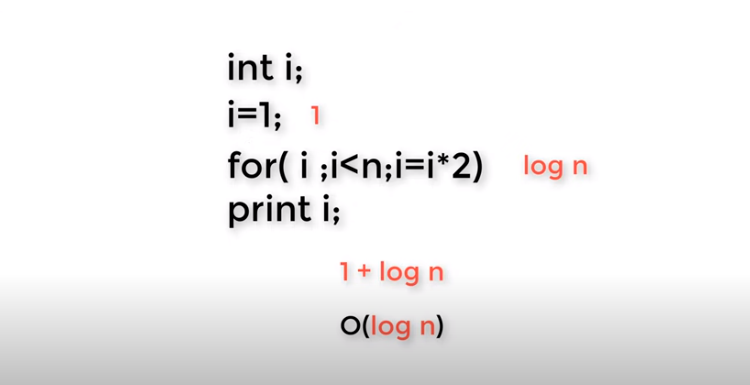 int i;
i=1; 1
for( i ;i<n;i=i*2) log n
print i;
1 + log n
O(log n)